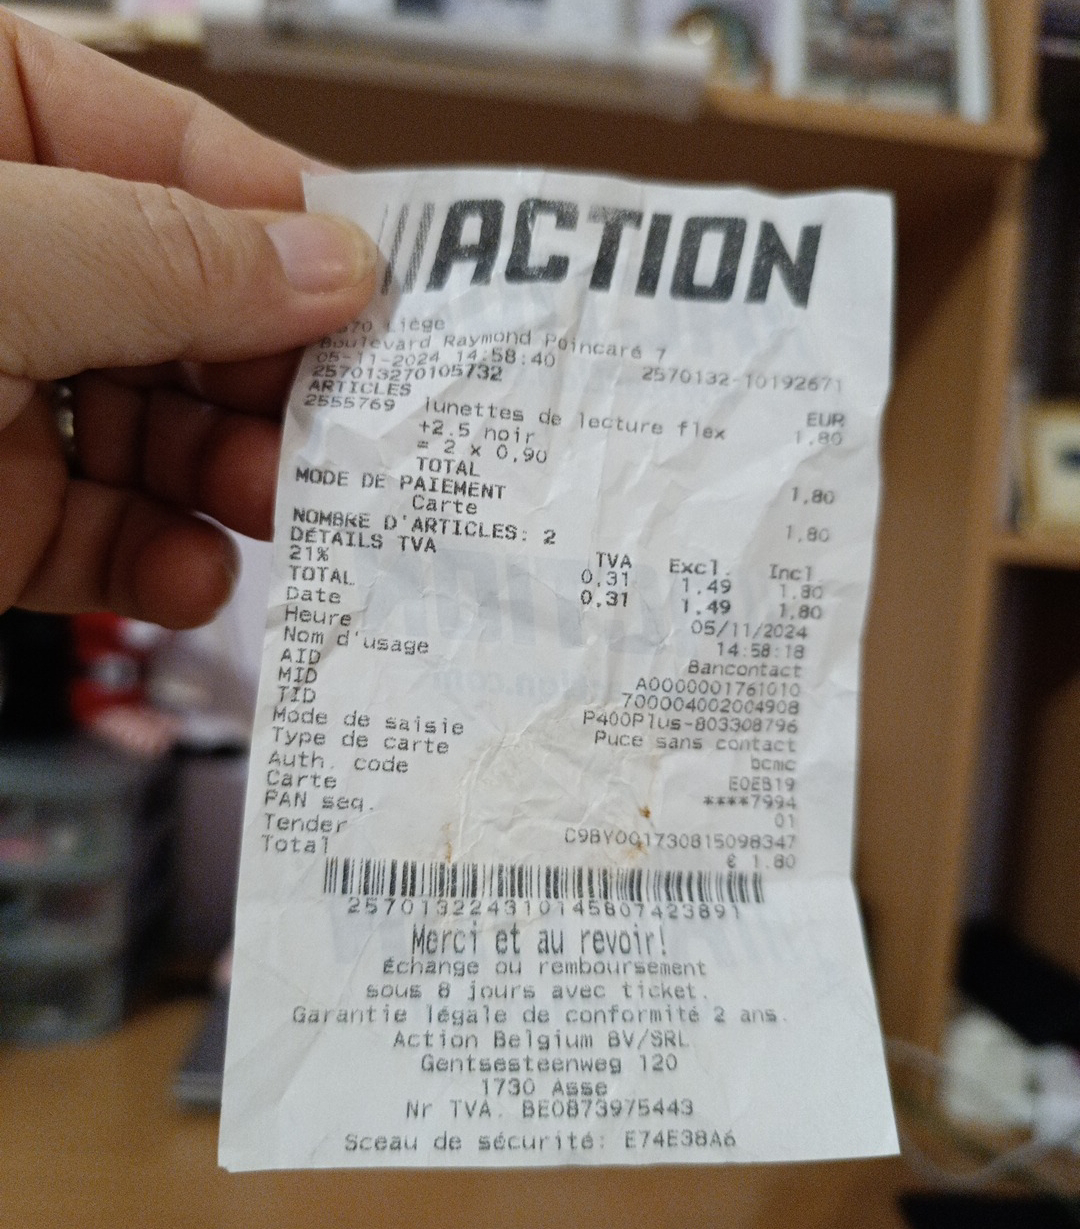 ACTION
Liège
Boulevard Raymond Poincaré 7
05-11-2024 14:58:40
257013270105732 2570132-10192671
ARTICLES EUR
2555769 lunettes de lecture flex 1,80
+2.5 noir
= 2 x 0,90
TOTAL 1,80
MODE DE PAIEMENT
Carte 1,80
NOMBRE D'ARTICLES: 2
DÉTAILS TVA TVA Excl. Incl
21% 0,31 1.49 1.80
TOTAL 0,31 1.49 1,80
Date 05/11/2024
Heure 14:58:18
Nom d'usage Bancontact
AID A0000001761010
MID 700004002004908
TID P400Plus-803308796
Mode de saisie Puce sans contact
Type de carte bcmc
Auth. code E0EB19
Carte ****7994
PAN seq. 01
Tender C9BY001730815098347
Total € 1.80
257013224310145807423891
Merci et au revoir!
Échange ou remboursement
sous 8 jours avec ticket.
Garantie légale de conformité 2 ans.
Action Belgium BV/SRL
Gentsesteenweg 120
1730 Asse
Nr TVA. BE0873975443
Sceau de sécurité: E74E38A6